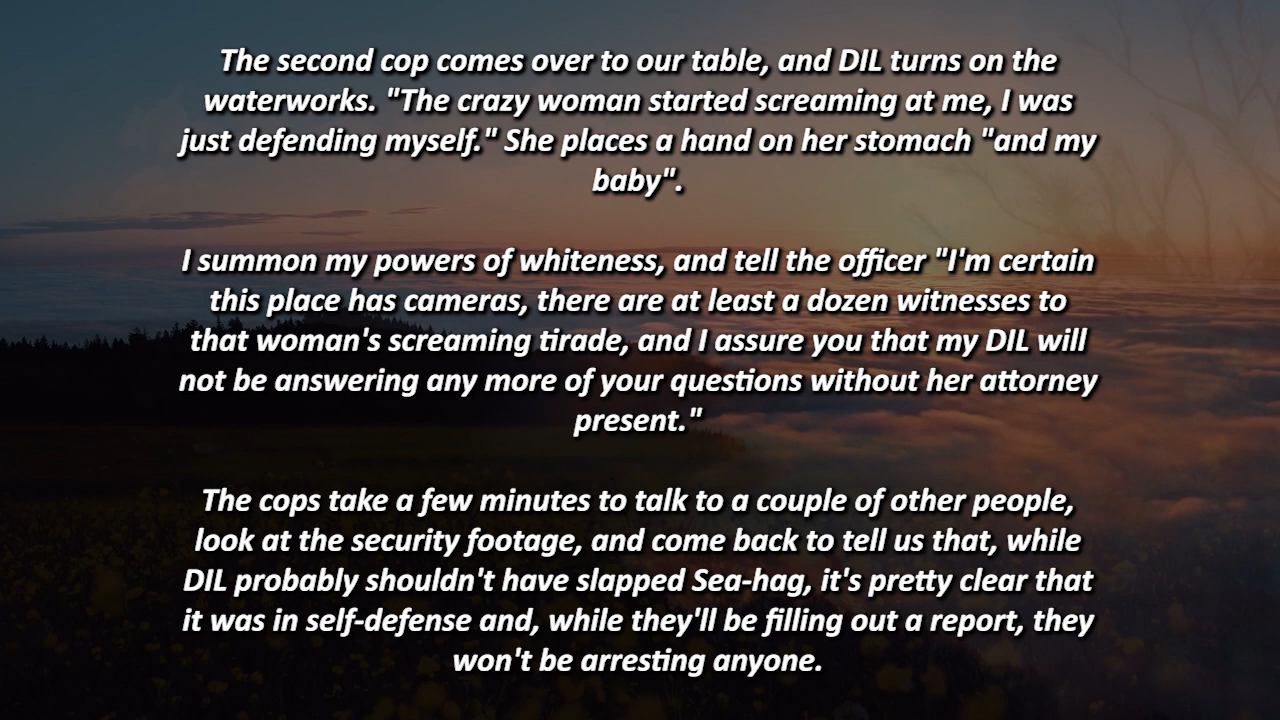 The second cop comes over to our table, and DIL turns on the
waterworks. "The crazy woman started screaming at me, I was
just defending myself." She places a hand on her stomach "and my
baby".
I summon my powers of whiteness, and tell the officer "I'm certain
this place has cameras, there are at least a dozen witnesses to
that woman's screaming tirade, and I assure you that my DIL will
not be answering any more of your questions without her attorney
present."
The cops take a few minutes to talk to a couple of other people,
look at the security footage, and come back to tell us that, while
DIL probably shouldn't have slapped Sea-hag, it's pretty clear that
it was in self-defense and, while they'll be filling out a report, they
won't be arresting anyone.